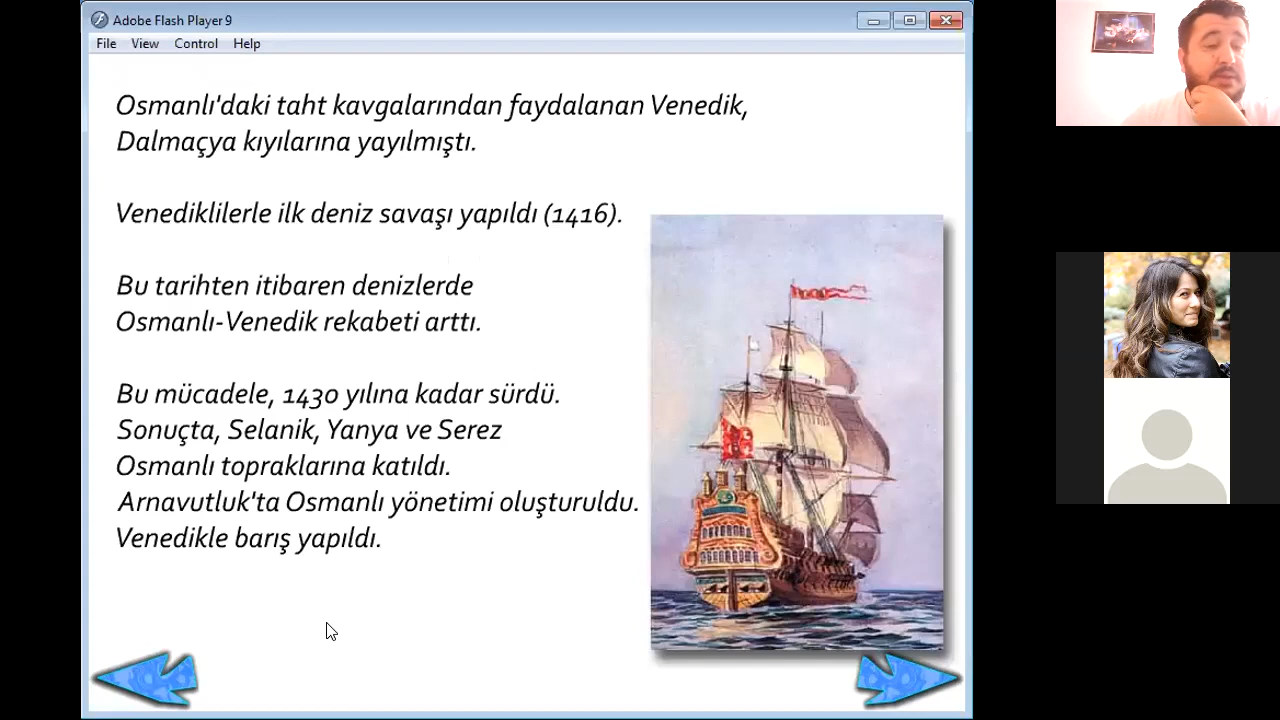 Adobe Flash Player 9
File View Control Help
Osmanlı'daki taht kavgalarından faydalanan Venedik,
Dalmaçya kıyılarına yayılmıştı.
Venediklilerle ilk deniz savaşı yapıldı (1416).
Bu tarihten itibaren denizlerde
Osmanlı-Venedik rekabeti arttı.
Bu mücadele, 1430 yılına kadar sürdü.
Sonuçta, Selanik, Yanya ve Serez
Osmanlı topraklarına katıldı.
Arnavutluk'ta Osmanlı yönetimi oluşturuldu.
Venedikle barış yapıldı.